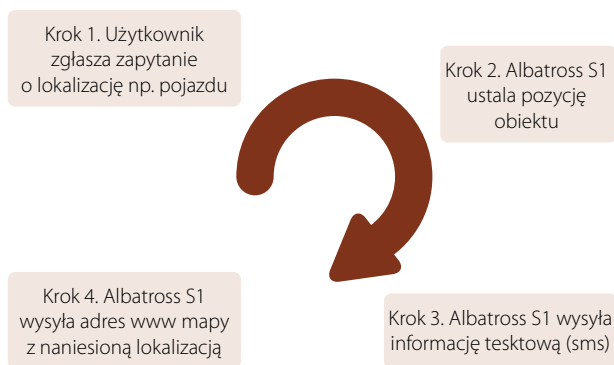 Krok 1. Użytkownik
zgłasza zapytanie
o lokalizację np. pojazdu
Krok 2. Albatross S1
ustala pozycję
obiektu
Krok 3. Albatross S1 wysyła
informację tesktową (sms)
Krok 4. Albatross S1
wysyła adres www mapy
z naniesioną lokalizacją